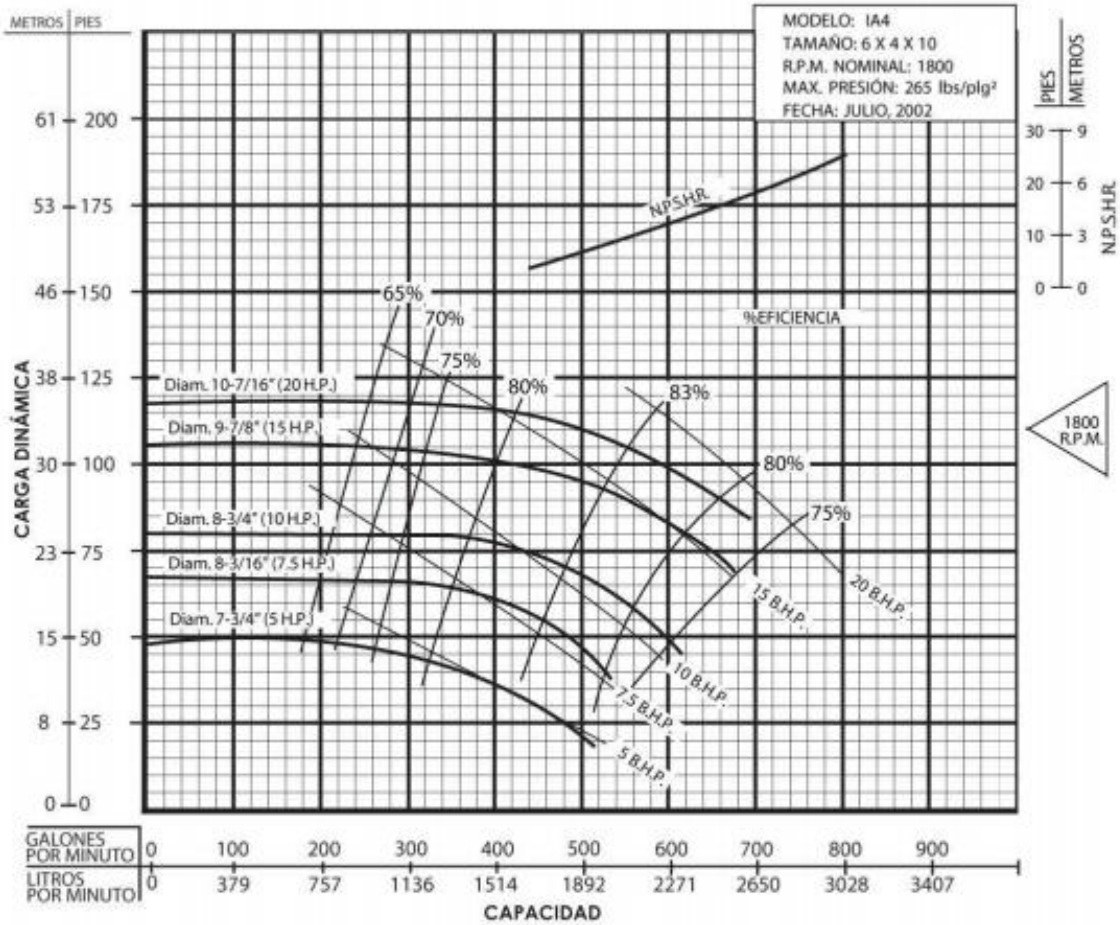 METROS PIES
MODELO: IA4
TAMAÑO: 6 X 4 X 10
R.P.M. NOMINAL: 1800
MAX. PRESIÓN: 265 lbs/plg²
FECHA: JULIO, 2002
PIES
METROS
61 200
30 9
53 175
20 6
10 3
0 0
N.P.S.H.R.
N.P.S.H.R.
46 150
65%
70%
75%
80%
83%
80%
75%
%EFICIENCIA
38 125
Diam. 10-7/16" (20 H.P.)
Diam. 9-7/8" (15 H.P.)
30 100
Diam. 8-3/4" (10 H.P.)
23 75
Diam. 8-3/16" (7.5 H.P.)
Diam. 7-3/4" (5 H.P.)
15 50
8 25
0 0
20 B.H.P.
15 B.H.P.
10 B.H.P.
7.5 B.H.P.
5 B.H.P.
1800
R.P.M.
CARGA DINÁMICA
GALONES
POR MINUTO
0 100 200 300 400 500 600 700 800 900
LITROS
POR MINUTO
0 379 757 1136 1514 1892 2271 2650 3028 3407
CAPACIDAD